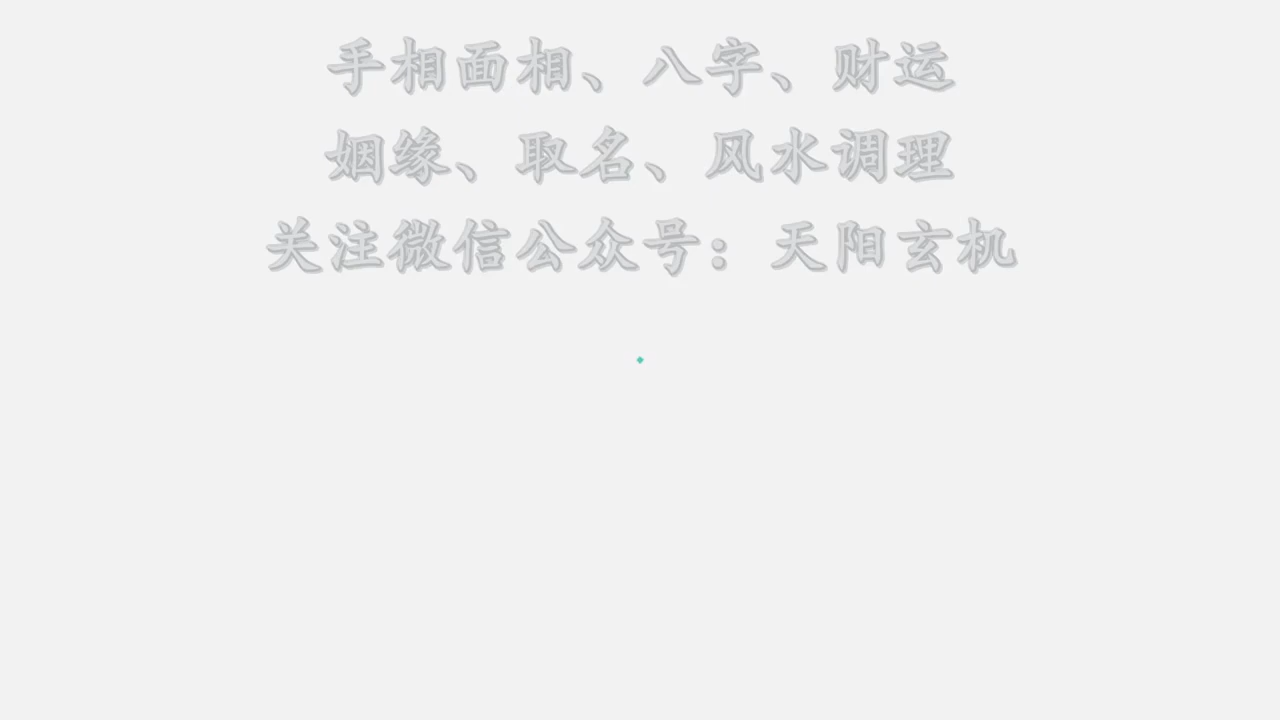 手相面相、八字、财运
姻缘、取名、风水调理
关注微信公众号：天阳玄机